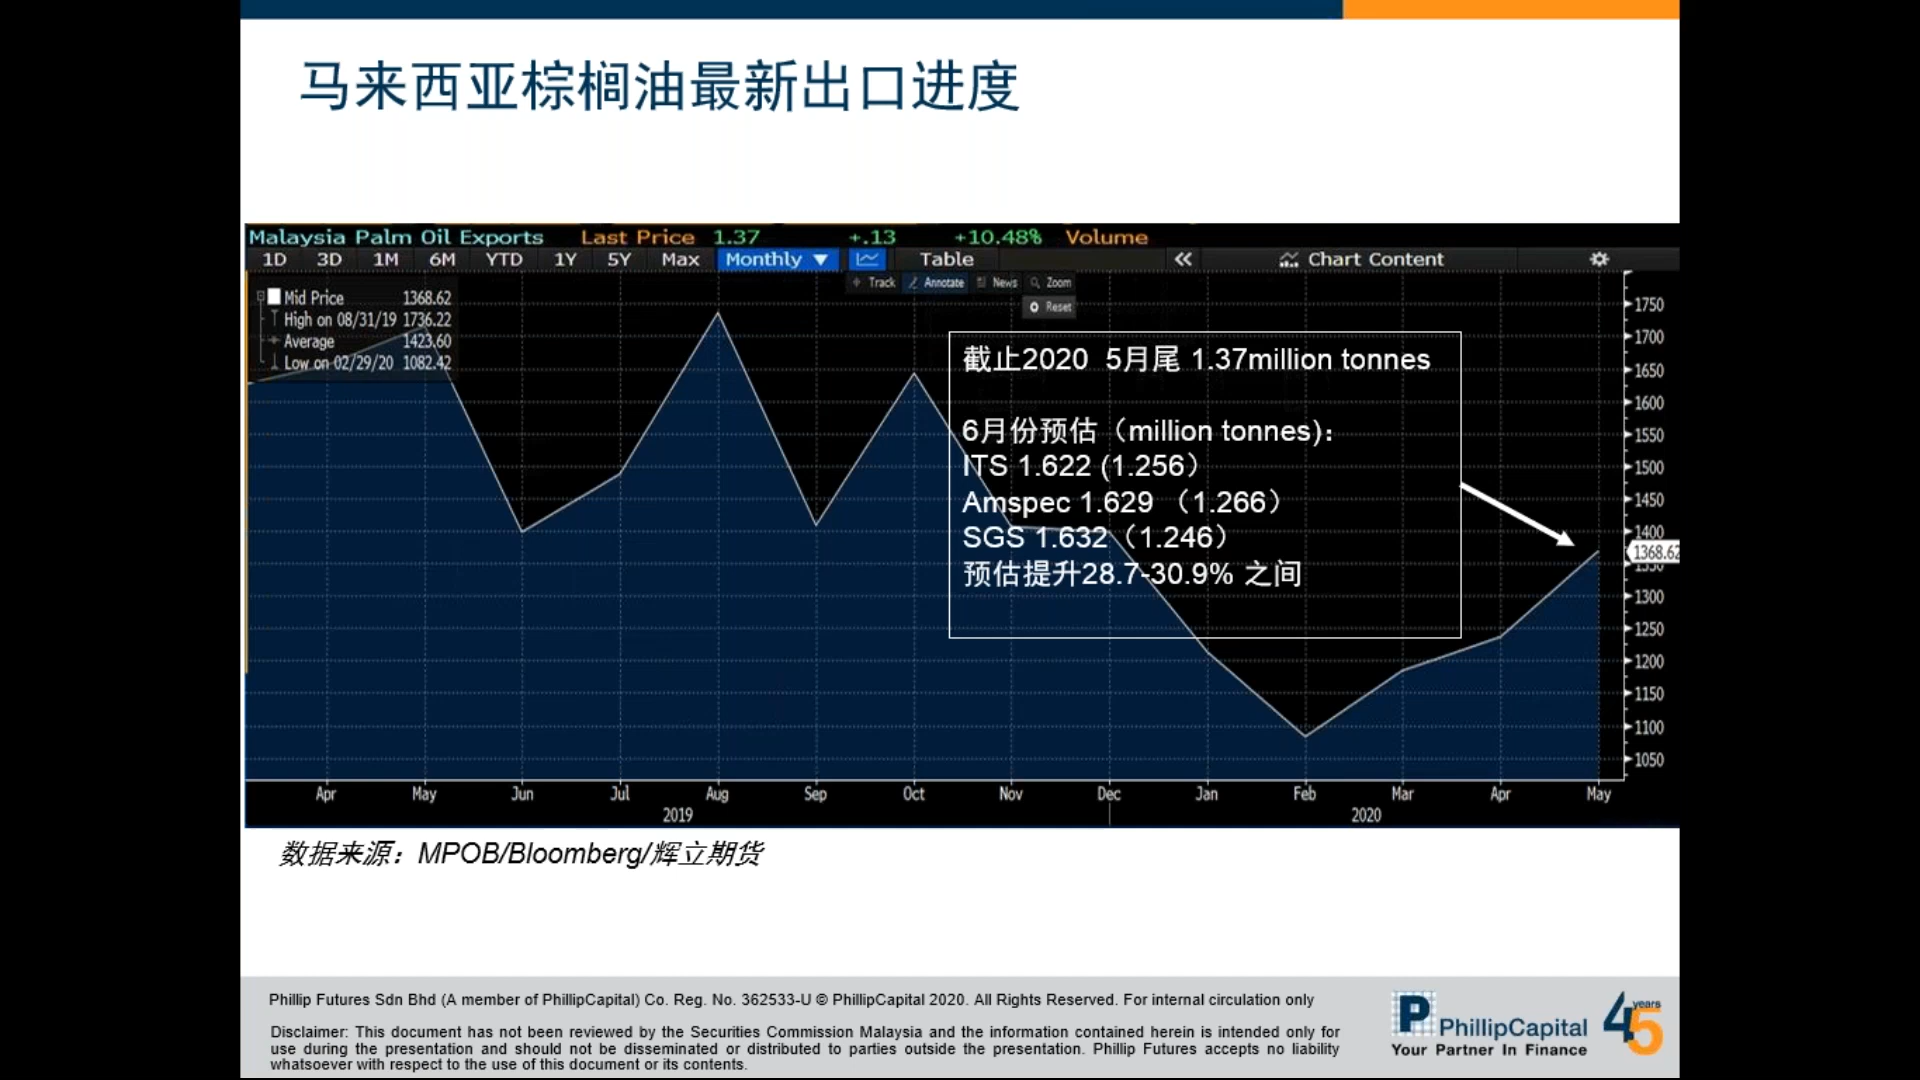 马来西亚棕榈油最新出口进度
Malaysia Palm Oil Exports Last Price 1.37 +.13 +10.48% Volume
1D 3D 1M 6M YTD 1Y 5Y Max Monthly ▼ Table « Chart Content
Track Annotate News Zoom
Reset
Mid Price 1368.62
High on 08/31/19 1736.22
Average 1423.60
Low on 02/29/20 1082.42
截止2020 5月尾 1.37million tonnes
6月份预估（million tonnes）：
ITS 1.622 (1.256）
Amspec 1.629 （1.266）
SGS 1.632（1.246）
预估提升28.7-30.9% 之间
1750
1700
1650
1600
1550
1500
1450
1400
1368.62
1350
1300
1250
1200
1150
1100
1050
Apr May Jun Jul Aug Sep Oct Nov Dec Jan Feb Mar Apr May
2019 2020
数据来源：MPOB/Bloomberg/辉立期货
Phillip Futures Sdn Bhd (A member of PhillipCapital) Co. Reg. No. 362533-U © PhillipCapital 2020. All Rights Reserved. For internal circulation only
Disclaimer: This document has not been reviewed by the Securities Commission Malaysia and the information contained herein is intended only for
use during the presentation and should not be disseminated or distributed to parties outside the presentation. Phillip Futures accepts no liability
whatsoever with respect to the use of this document or its contents.
P PhillipCapital
Your Partner In Finance
45 years